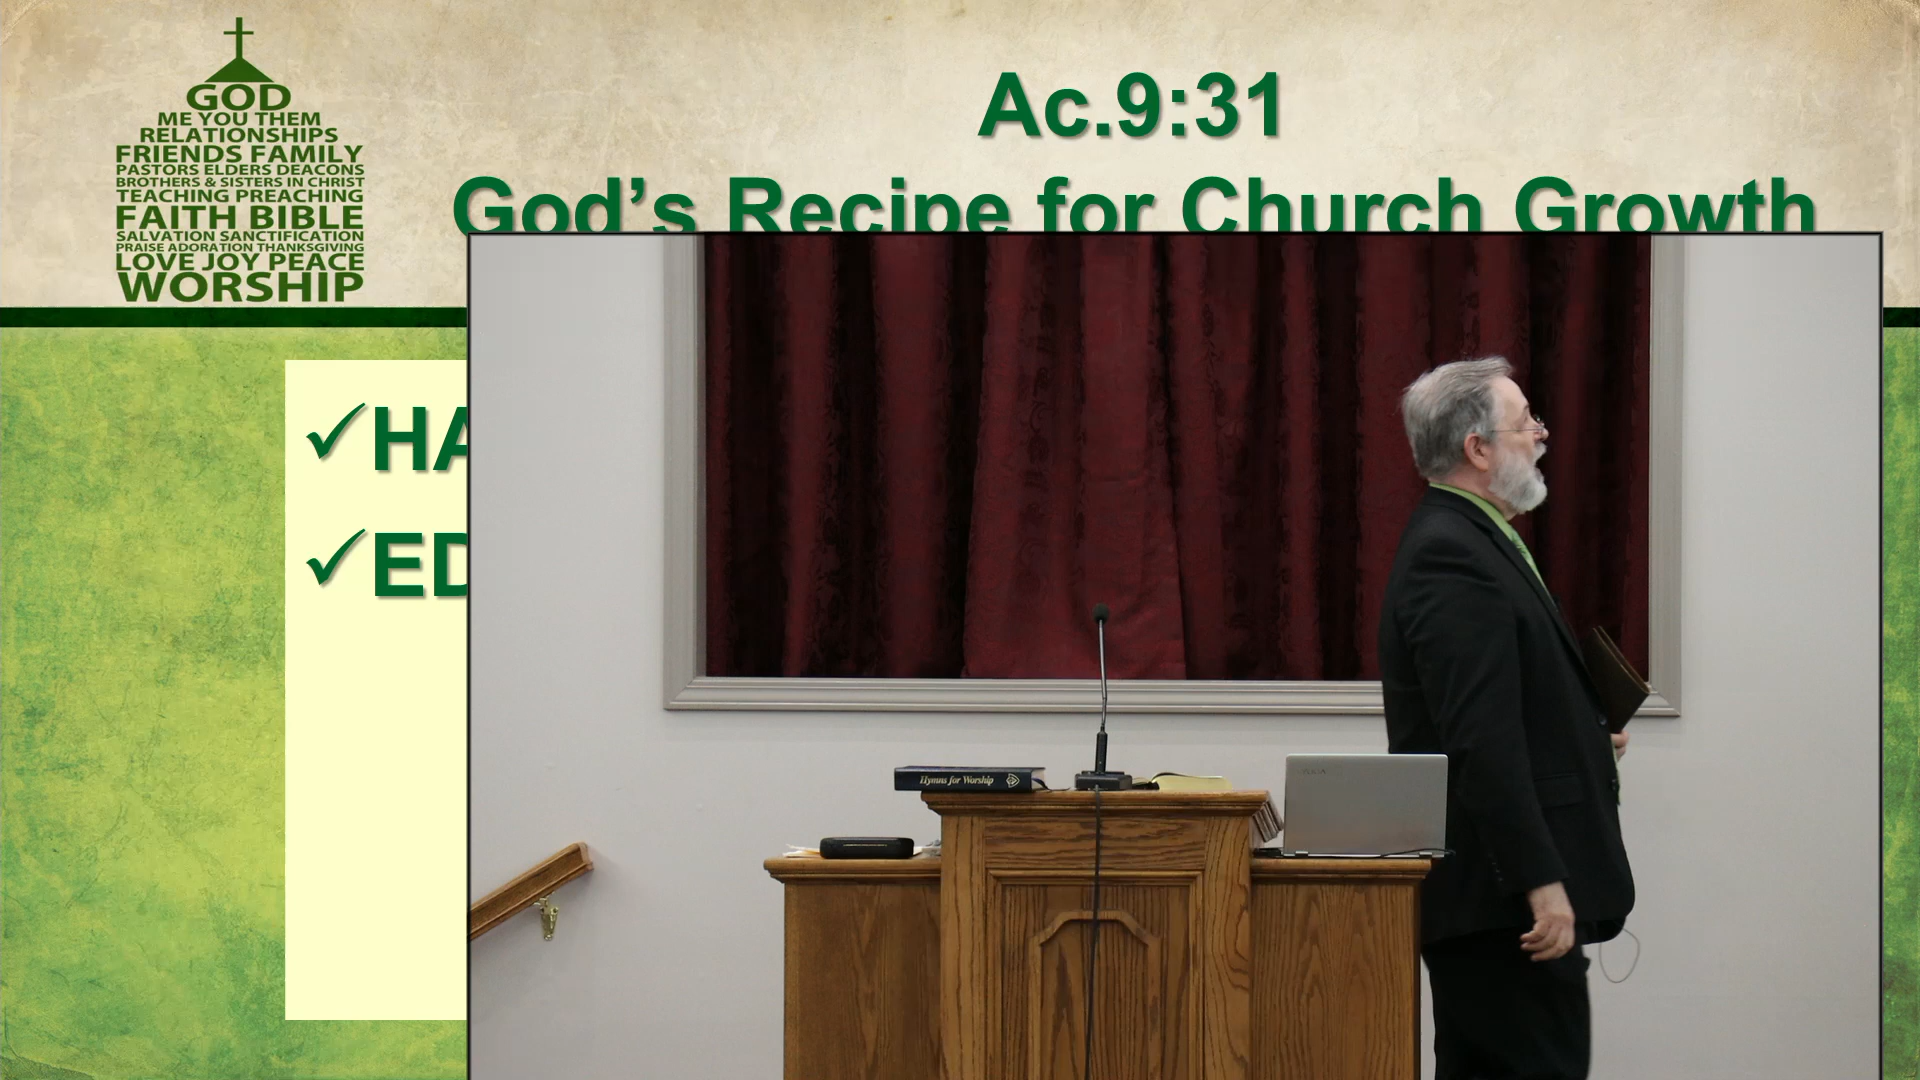 GOD
ME YOU THEM
RELATIONSHIPS
FRIENDS FAMILY
PASTORS ELDERS DEACONS
BROTHERS & SISTERS IN CHRIST
TEACHING PREACHING
FAITH BIBLE
SALVATION SANCTIFICATION
PRAISE ADORATION THANKSGIVING
LOVE JOY PEACE
WORSHIP
Ac.9:31
God’s Recipe for Church Growth
✓HA
✓ED
Hymns for Worship